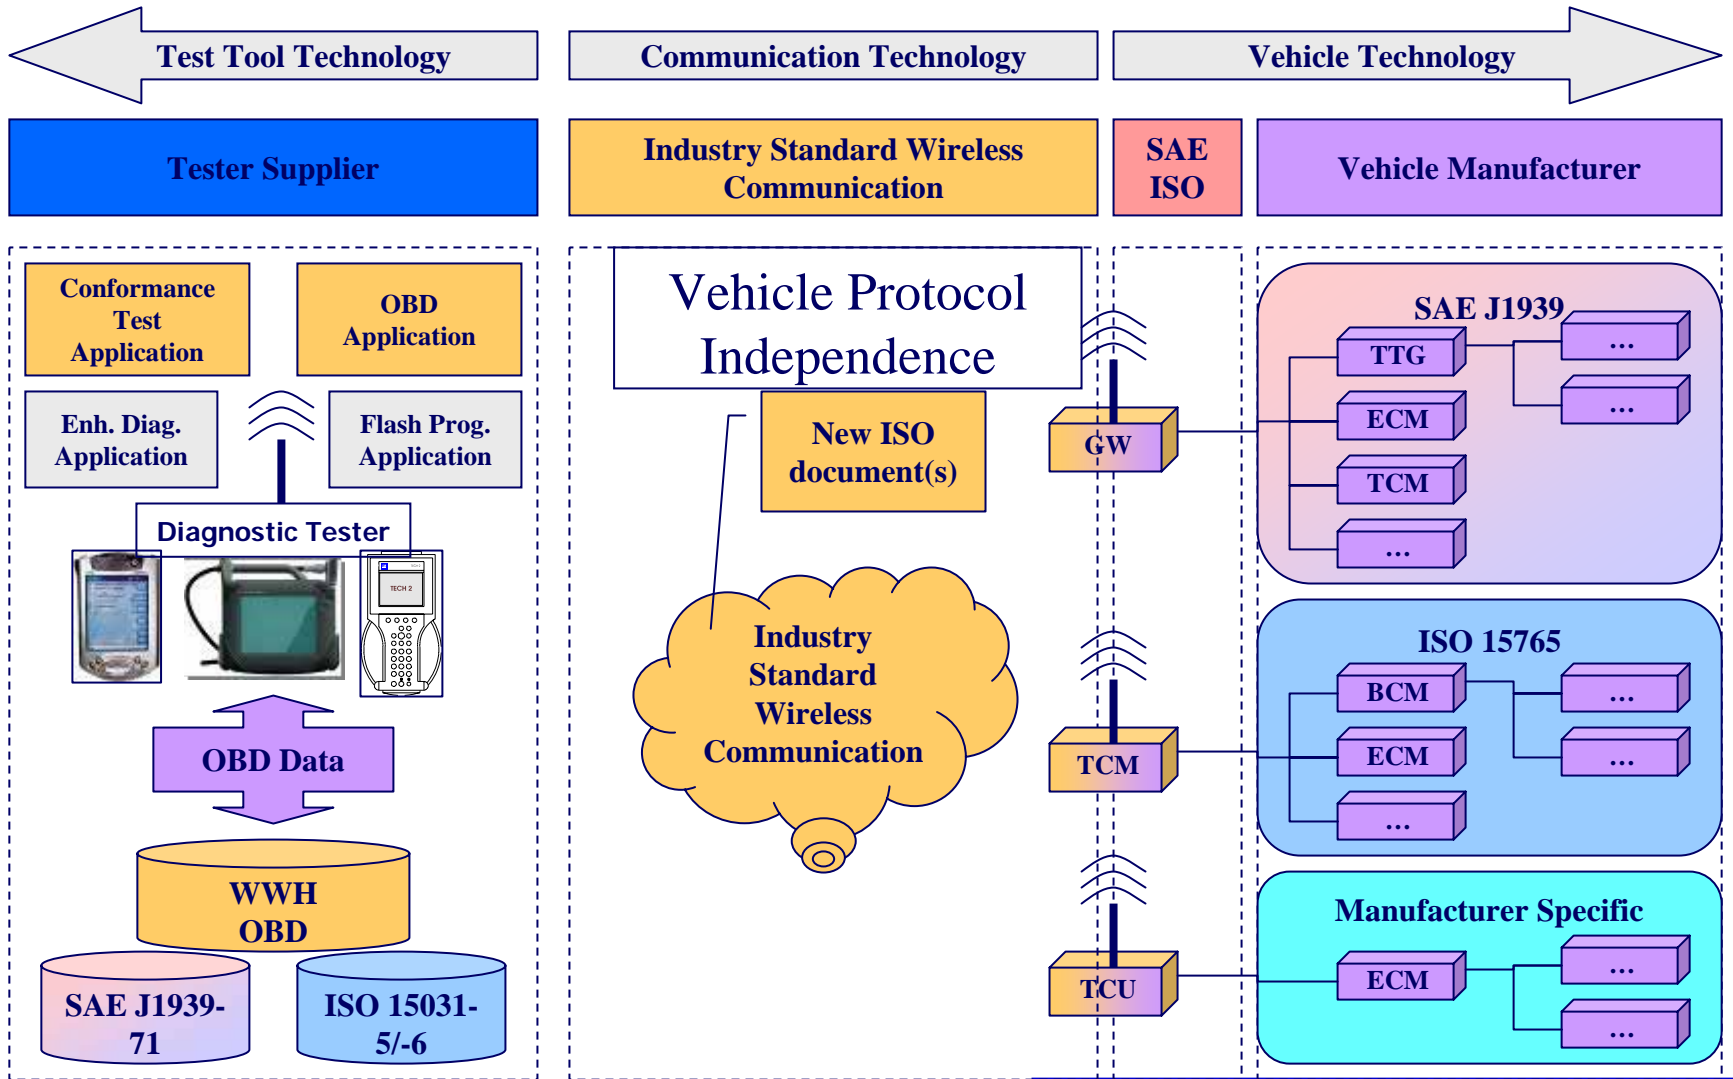 Test Tool Technology
Communication Technology
Vehicle Technology
Tester Supplier
Industry Standard Wireless
Communication
SAE
ISO
Vehicle Manufacturer
Conformance
Test
Application
OBD
Application
Enh. Diag.
Application
Flash Prog.
Application
Diagnostic Tester
TECH 2
OBD Data
WWH
OBD
SAE J1939-
71
ISO 15031-
5/-6
Vehicle Protocol
Independence
New ISO
document(s)
Industry
Standard
Wireless
Communication
GW
TCM
TCU
SAE J1939
TTG
...
...
ECM
TCM
...
ISO 15765
BCM
...
ECM
...
...
Manufacturer Specific
ECM
...
...